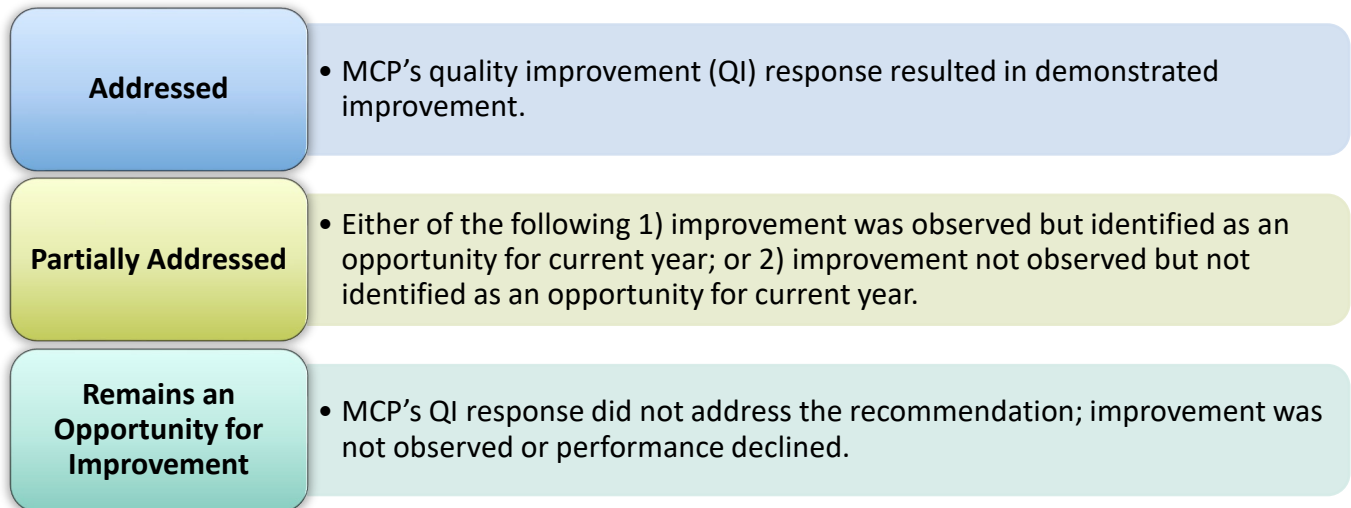 Addressed
• MCP’s quality improvement (QI) response resulted in demonstrated
improvement.
Partially Addressed
• Either of the following 1) improvement was observed but identified as an
opportunity for current year; or 2) improvement not observed but not
identified as an opportunity for current year.
Remains an
Opportunity for
Improvement
• MCP’s QI response did not address the recommendation; improvement was
not observed or performance declined.